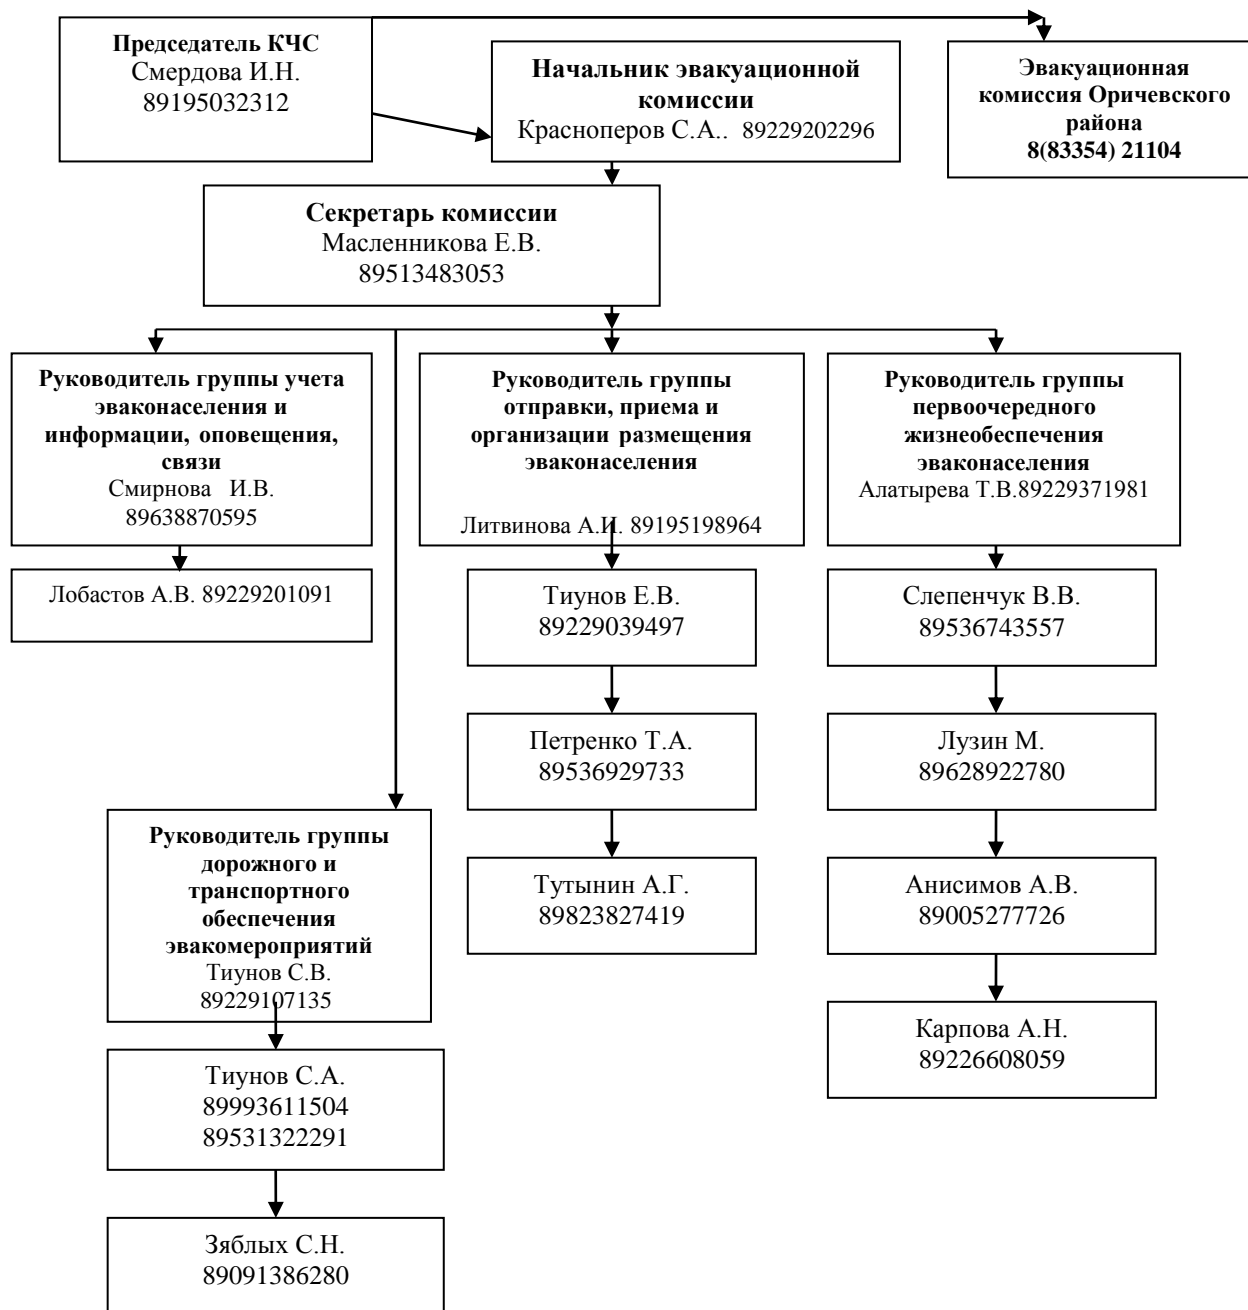 Председатель КЧС
Смердова И.Н.
89195032312
Начальник эвакуационной
комиссии
Красноперов С.А.. 89229202296
Эвакуационная
комиссия Оричевского
района
8(83354) 21104
Секретарь комиссии
Масленникова Е.В.
89513483053
Руководитель группы учета
эваконаселения и
информации, оповещения,
связи
Смирнова И.В.
89638870595
Лобастов А.В. 89229201091
Руководитель группы
отправки, приема и
организации размещения
эваконаселения
Литвинова А.И. 89195198964
Тиунов Е.В.
89229039497
Петренко Т.А.
89536929733
Тутынин А.Г.
89823827419
Руководитель группы
первоочередного
жизнеобеспечения
эваконаселения
Алатырева Т.В.89229371981
Слепенчук В.В.
89536743557
Лузин М.
89628922780
Анисимов А.В.
89005277726
Карпова А.Н.
89226608059
Руководитель группы
дорожного и
транспортного
обеспечения
эвакомероприятий
Тиунов С.В.
89229107135
Тиунов С.А.
89993611504
89531322291
Зяблых С.Н.
89091386280